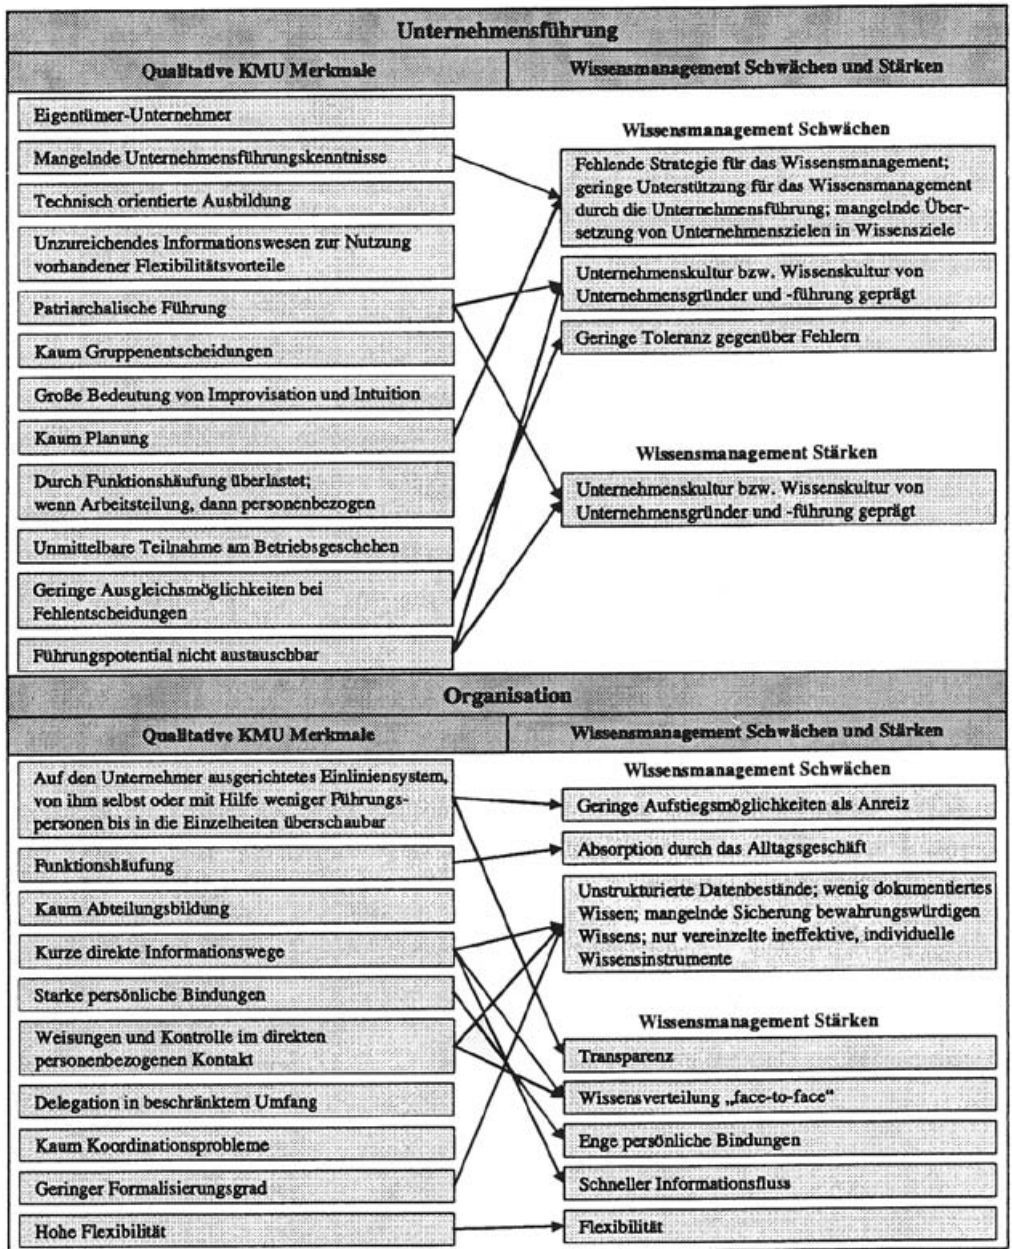 Unternehmensführung
Qualitative KMU Merkmale
Wissensmanagement Schwächen und Stärken
Eigentümer-Unternehmer
Mangelnde Unternehmensführungskenntnisse
Technisch orientierte Ausbildung
Unzureichendes Informationswesen zur Nutzung
vorhandener Flexibilitätsvorteile
Patriarchalische Führung
Kaum Gruppenentscheidungen
Große Bedeutung von Improvisation und Intuition
Kaum Planung
Durch Funktionshäufung überlastet;
wenn Arbeitsteilung, dann personenbezogen
Unmittelbare Teilnahme am Betriebsgeschehen
Geringe Ausgleichsmöglichkeiten bei
Fehlentscheidungen
Führungspotential nicht austauschbar
Wissensmanagement Schwächen
Fehlende Strategie für das Wissensmanagement;
geringe Unterstützung für das Wissensmanagement
durch die Unternehmensführung; mangelnde Über-
setzung von Unternehmenszielen in Wissensziele
Unternehmenskultur bzw. Wissenskultur von
Unternehmensgründer und -führung geprägt
Geringe Toleranz gegenüber Fehlern
Wissensmanagement Stärken
Unternehmenskultur bzw. Wissenskultur von
Unternehmensgründer und -führung geprägt
Organisation
Qualitative KMU Merkmale
Wissensmanagement Schwächen und Stärken
Auf den Unternehmer ausgerichtetes Einliniensystem,
von ihm selbst oder mit Hilfe weniger Führungs-
personen bis in die Einzelheiten überschaubar
Funktionshäufung
Kaum Abteilungsbildung
Kurze direkte Informationswege
Starke persönliche Bindungen
Weisungen und Kontrolle im direkten
personenbezogenen Kontakt
Delegation in beschränktem Umfang
Kaum Koordinationsprobleme
Geringer Formalisierungsgrad
Hohe Flexibilität
Wissensmanagement Schwächen
Geringe Aufstiegsmöglichkeiten als Anreiz
Absorption durch das Alltagsgeschäft
Unstrukturierte Datenbestände; wenig dokumentiertes
Wissen; mangelnde Sicherung bewahrungswürdigen
Wissens; nur vereinzelte ineffektive, individuelle
Wissensinstrumente
Wissensmanagement Stärken
Transparenz
Wissensverteilung „face-to-face“
Enge persönliche Bindungen
Schneller Informationsfluss
Flexibilität